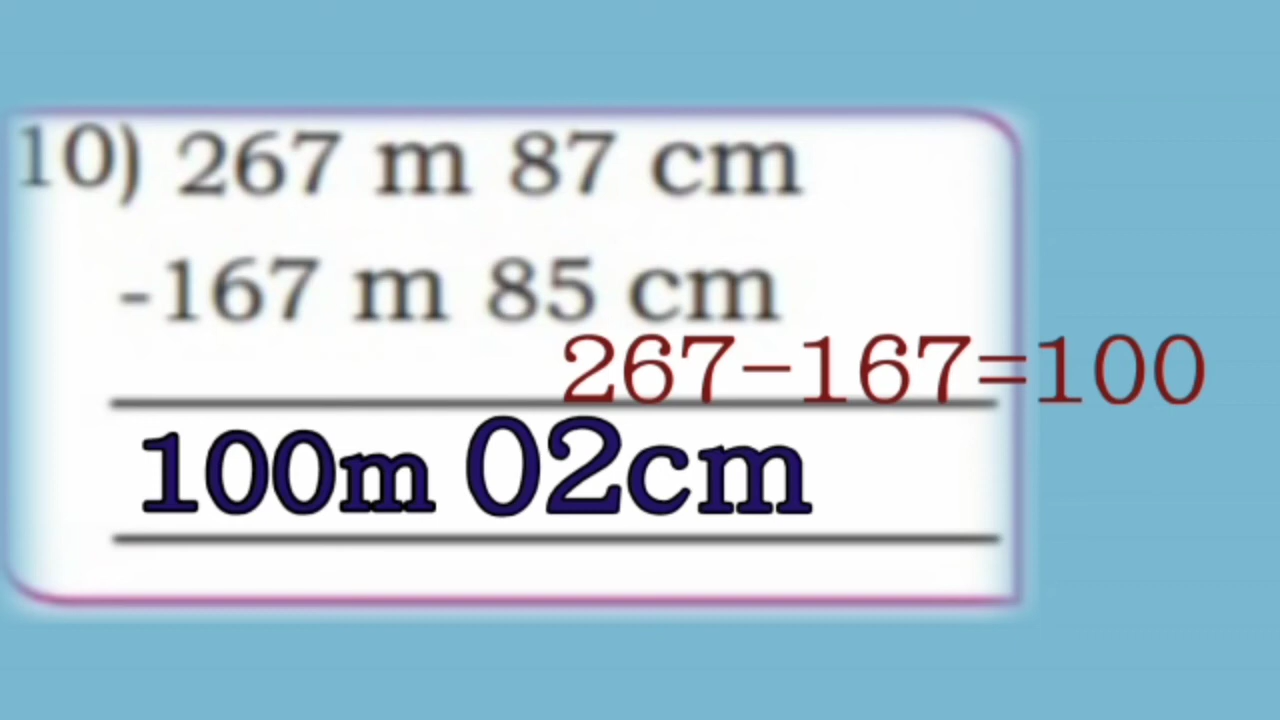 10) 267 m 87 cm
-167 m 85 cm
267-167=100
100m 02cm